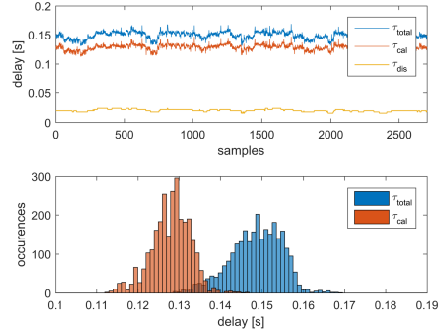 0.2
0.15
0.1
0.05
0
delay [s]
0 500 1000 1500 2000 2500
samples
τtotal
τcal
τdis
300
200
100
0
occurences
0.1 0.11 0.12 0.13 0.14 0.15 0.16 0.17 0.18 0.19
delay [s]
τtotal
τcal